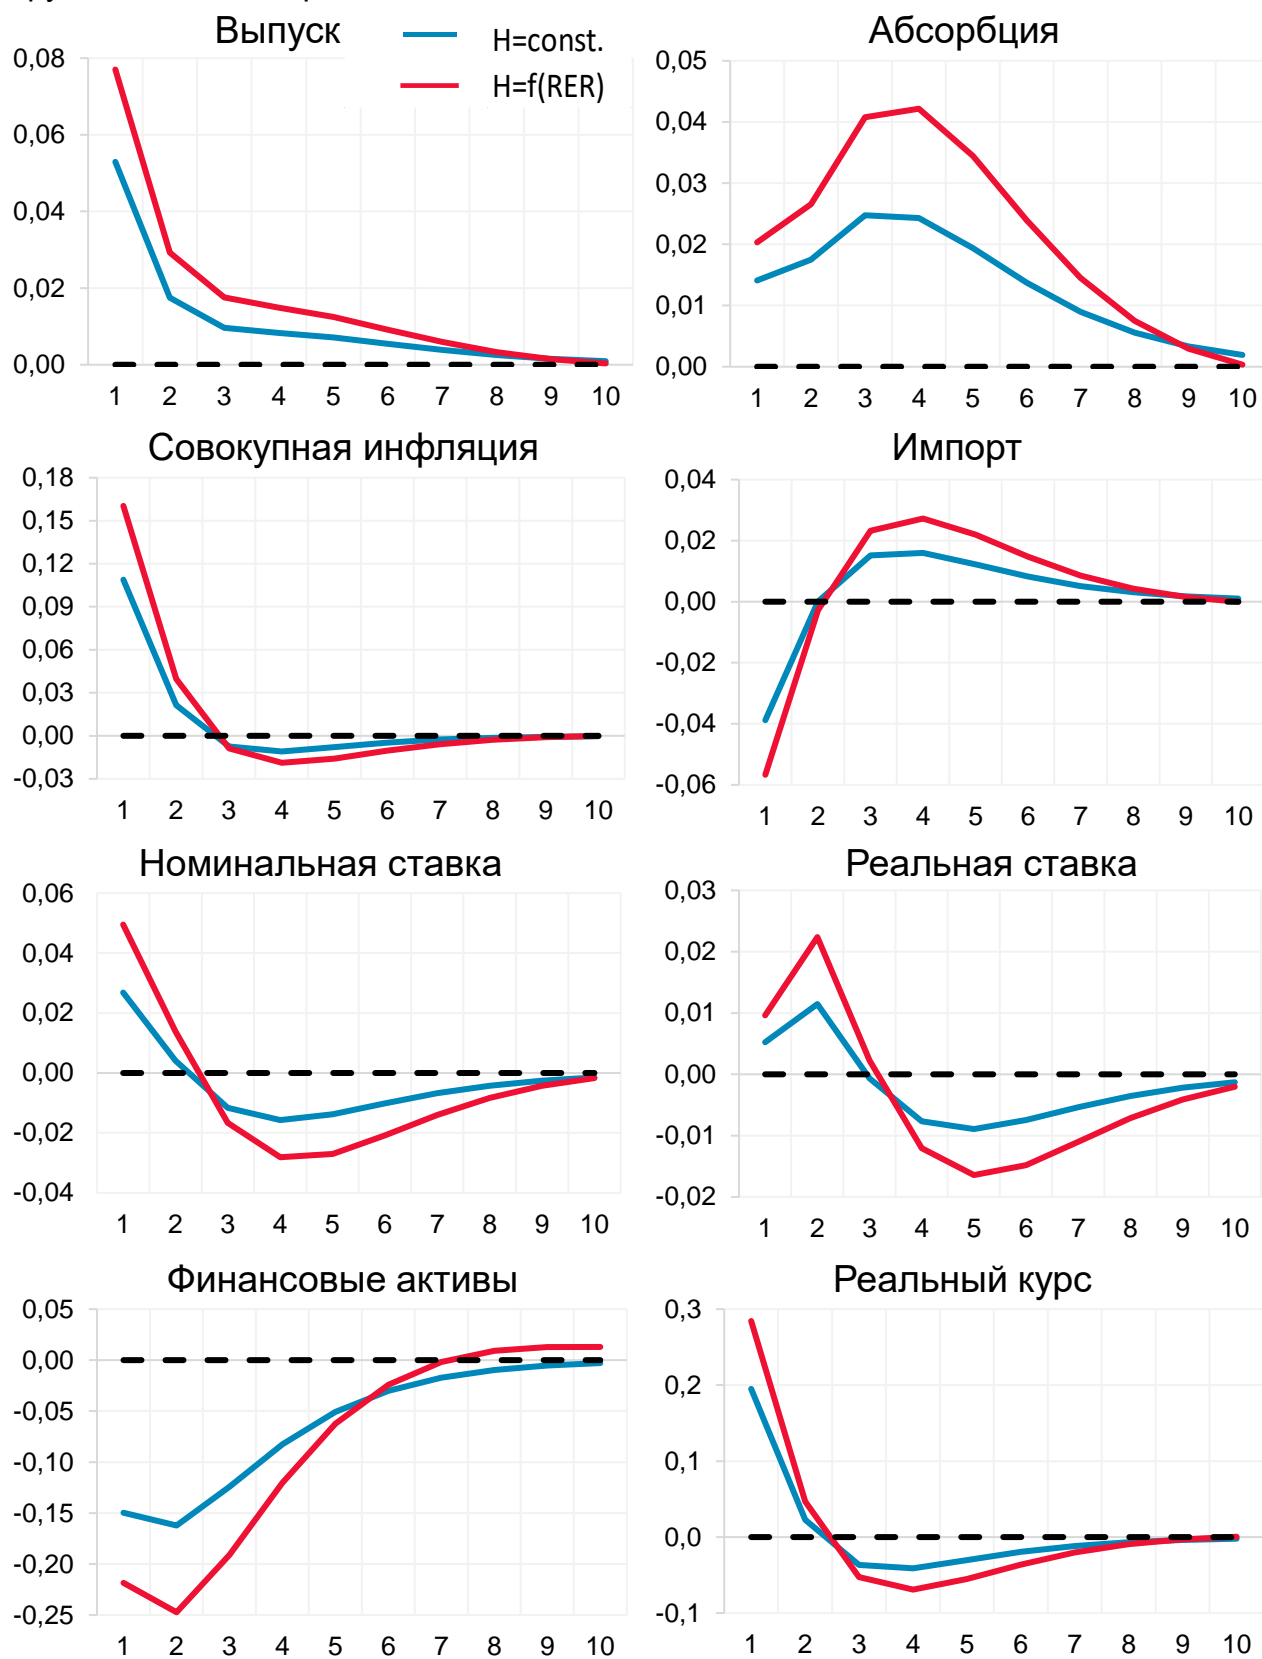 Выпуск
H=const.
H=f(RER)
0,08
0,06
0,04
0,02
0,00
1 2 3 4 5 6 7 8 9 10
Абсорбция
0,05
0,04
0,03
0,02
0,01
0,00
1 2 3 4 5 6 7 8 9 10
Совокупная инфляция
0,18
0,15
0,12
0,09
0,06
0,03
0,00
-0,03
1 2 3 4 5 6 7 8 9 10
Импорт
0,04
0,02
0,00
-0,02
-0,04
-0,06
1 2 3 4 5 6 7 8 9 10
Номинальная ставка
0,06
0,04
0,02
0,00
-0,02
-0,04
1 2 3 4 5 6 7 8 9 10
Реальная ставка
0,03
0,02
0,01
0,00
-0,01
-0,02
1 2 3 4 5 6 7 8 9 10
Финансовые активы
0,05
0,00
-0,05
-0,10
-0,15
-0,20
-0,25
1 2 3 4 5 6 7 8 9 10
Реальный курс
0,3
0,2
0,1
0,0
-0,1
1 2 3 4 5 6 7 8 9 10